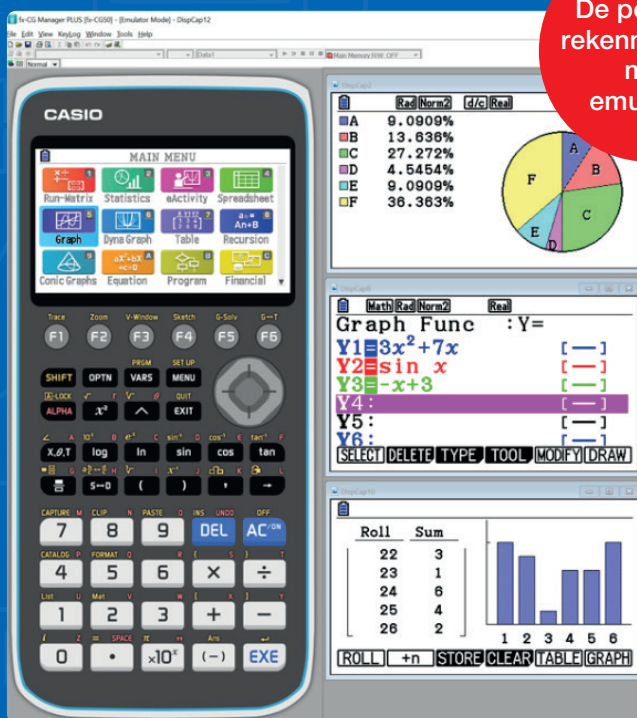 fx-CG Manager PLUS [fx-CG50] - [Emulator Mode] - DispCap12
File Edit View KeyLog Window Tools Help
[Data1
Main Memory R/W: OFF
Normal
De
rekenn
m
emu
CASIO
MAIN MENU
Run-Matrix Statistics eActivity Spreadsheet
Graph Dyna Graph Table Recursion
Conic Graphs Equation Program Financial
Trace Zoom V-Window Sketch G-Solv G↔T
F1 F2 F3 F4 F5 F6
PRGM SET UP
SHIFT OPTN VARS MENU
A-LOCK QUIT
ALPHA x² ^ EXIT
X,θ,T log ln sin cos tan
S↔D ( ) , →
CAPTURE M CLIP N PASTE O INS UNDO OFF
7 8 9 DEL AC/ON
CATALOG P FORMAT Q R { S } T
4 5 6 × ÷
List U Mat V W [ X ] Y
1 2 3 + −
i Z = SPACE π Ans
0 • ×10ˣ (−) EXE
DispCap2
Rad Norm2 d/c Real
A 9.0909%
B 13.636%
C 27.272%
D 4.5454%
E 9.0909%
F 36.363%
A
B
C
D
E
F
Math Rad Norm2 Real
Graph Func :Y=
Y1=3x²+7x [—]
Y2=sin x [—]
Y3=-x+3 [—]
Y4: [—]
Y5: [—]
Y6: [—]
SELECT DELETE TYPE TOOL MODIFY DRAW
DispCap10
Roll Sum
22 3
23 1
24 6
25 4
26 2
1 2 3 4 5 6
ROLL +n STORE CLEAR TABLE GRAPH